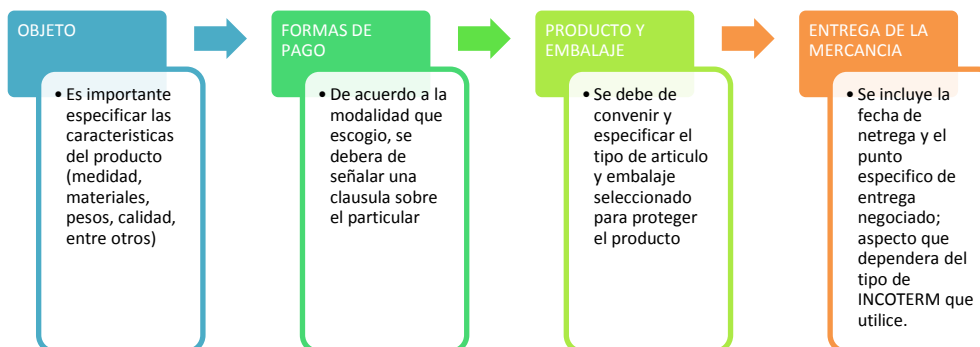 OBJETO
• Es importante
especificar las
caracteristicas
del producto
(medidad,
materiales,
pesos, calidad,
entre otros)
FORMAS DE
PAGO
• De acuerdo a la
modalidad que
escogio, se
debera de
señalar una
clausula sobre
el particular
PRODUCTO Y
EMBALAJE
• Se debe de
convenir y
especificar el
tipo de articulo
y embalaje
seleccionado
para proteger
el producto
ENTREGA DE LA
MERCANCIA
• Se incluye la
fecha de
netrega y el
punto
especifico de
entrega
negociado;
aspecto que
dependera del
tipo de
INCOTERM que
utilice.